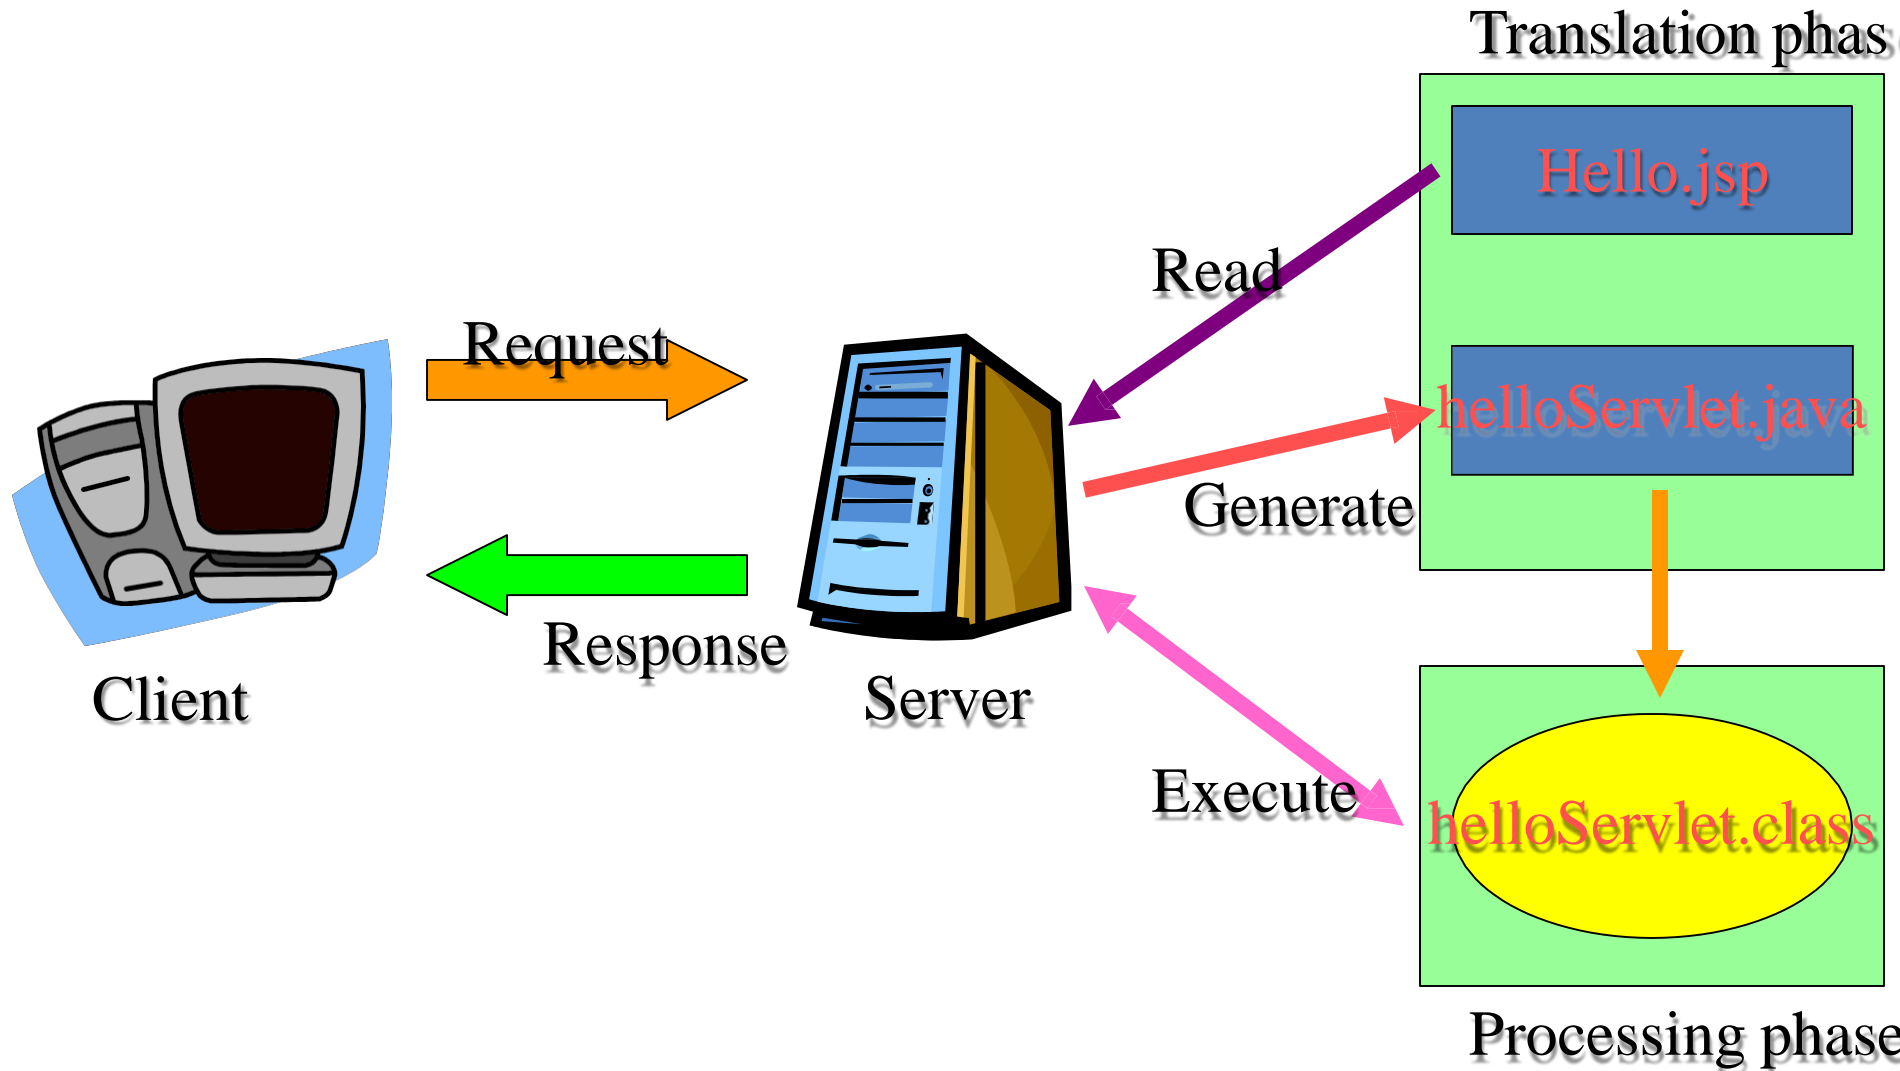 Translation phas
Hello.jsp
Read
Request
helloServlet.java
Generate
Response
Client
Server
Execute
helloServlet.class
Processing phase